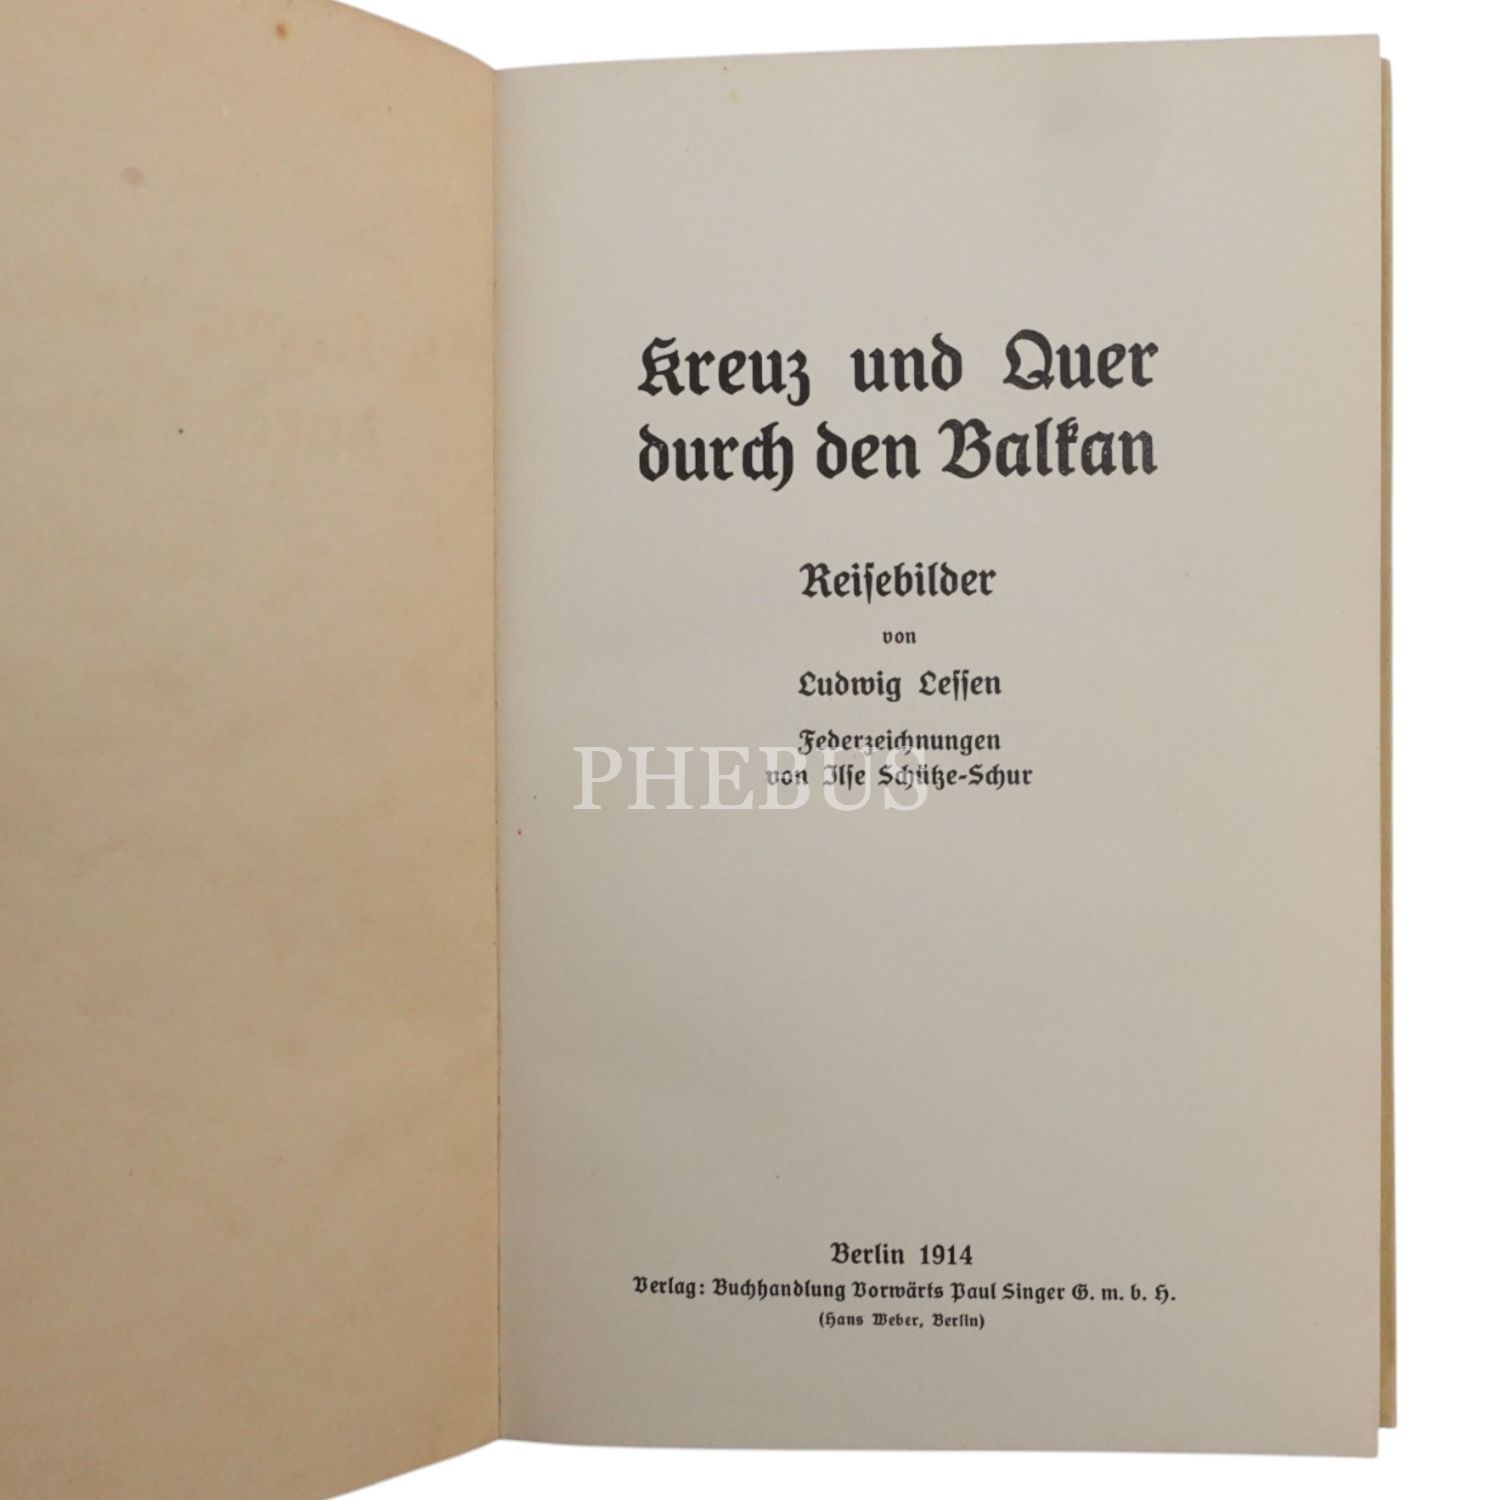 Kreuz und Quer
durch den Balkan
Reisebilder
von
Ludwig Lessen
Federzeichnungen
von Ilse Schütze-Schur
PHEBUS
Berlin 1914
Verlag: Buchhandlung Vorwärts Paul Singer G. m. b. H.
(Hans Weber, Berlin)